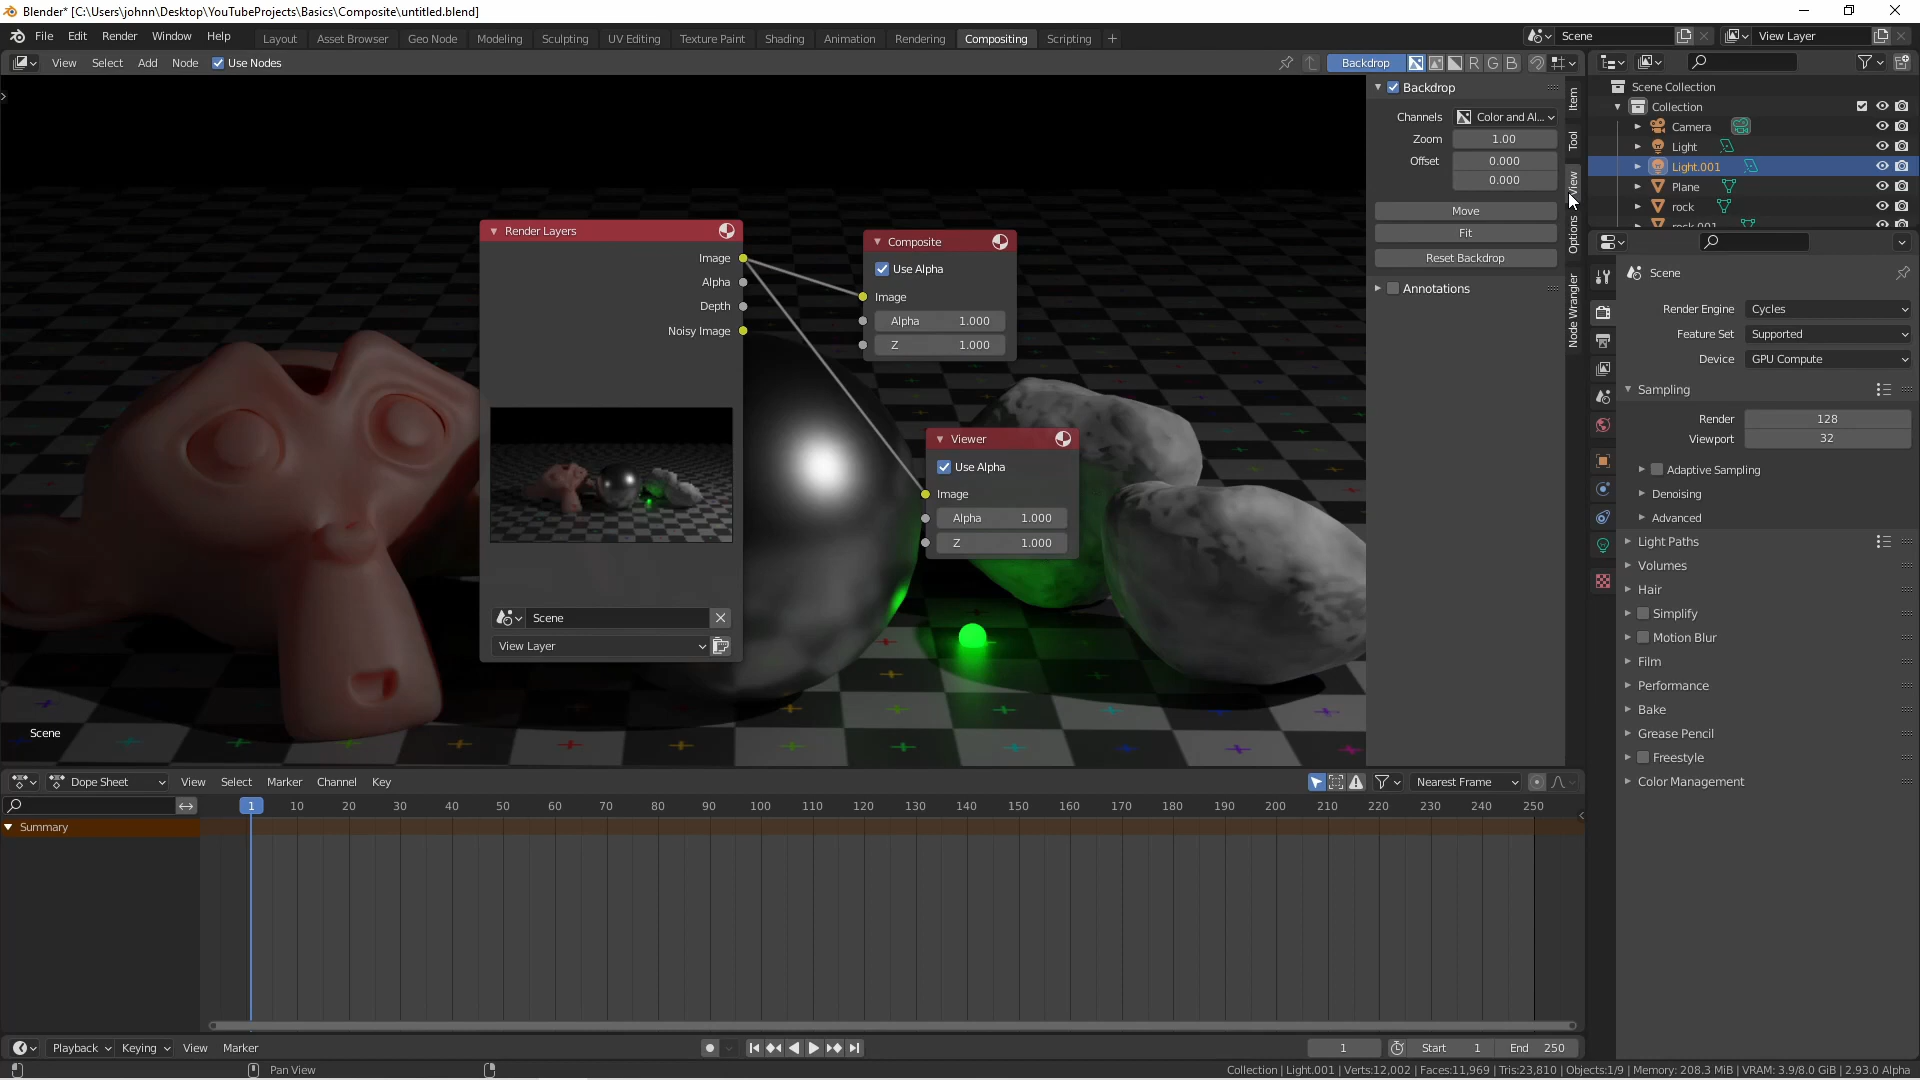 Blender* [C:\Users\johnn\Desktop\YouTubeProjects\Basics\Composite\untitled.blend]
File Edit Render Window Help Layout Asset Browser Geo Node Modeling Sculpting UV Editing Texture Paint Shading Animation Rendering Compositing Scripting + Scene View Layer
View Select Add Node Use Nodes Backdrop R G B
Backdrop
Channels Color and Al...
Zoom 1.00
Offset 0.000
0.000
Move
Fit
Reset Backdrop
Annotations
Item
Tool
View
Options
Node Wrangler
Scene Collection
Collection
Camera
Light
Light.001
Plane
rock
rock.001
Render Layers
Image
Alpha
Depth
Noisy Image
Scene
View Layer
Composite
Use Alpha
Image
Alpha 1.000
Z 1.000
Viewer
Use Alpha
Image
Alpha 1.000
Z 1.000
Scene
Scene
Render Engine Cycles
Feature Set Supported
Device GPU Compute
Sampling
Render 128
Viewport 32
Adaptive Sampling
Denoising
Advanced
Light Paths
Volumes
Hair
Simplify
Motion Blur
Film
Performance
Bake
Grease Pencil
Freestyle
Color Management
Dope Sheet View Select Marker Channel Key Nearest Frame
1 10 20 30 40 50 60 70 80 90 100 110 120 130 140 150 160 170 180 190 200 210 220 230 240 250
Summary
Playback Keying View Marker 1 Start 1 End 250
Pan View Collection | Light.001 | Verts:12,002 | Faces:11,969 | Tris:23,810 | Objects:1/9 | Memory: 208.3 MiB | VRAM: 3.9/8.0 GiB | 2.93.0 Alpha